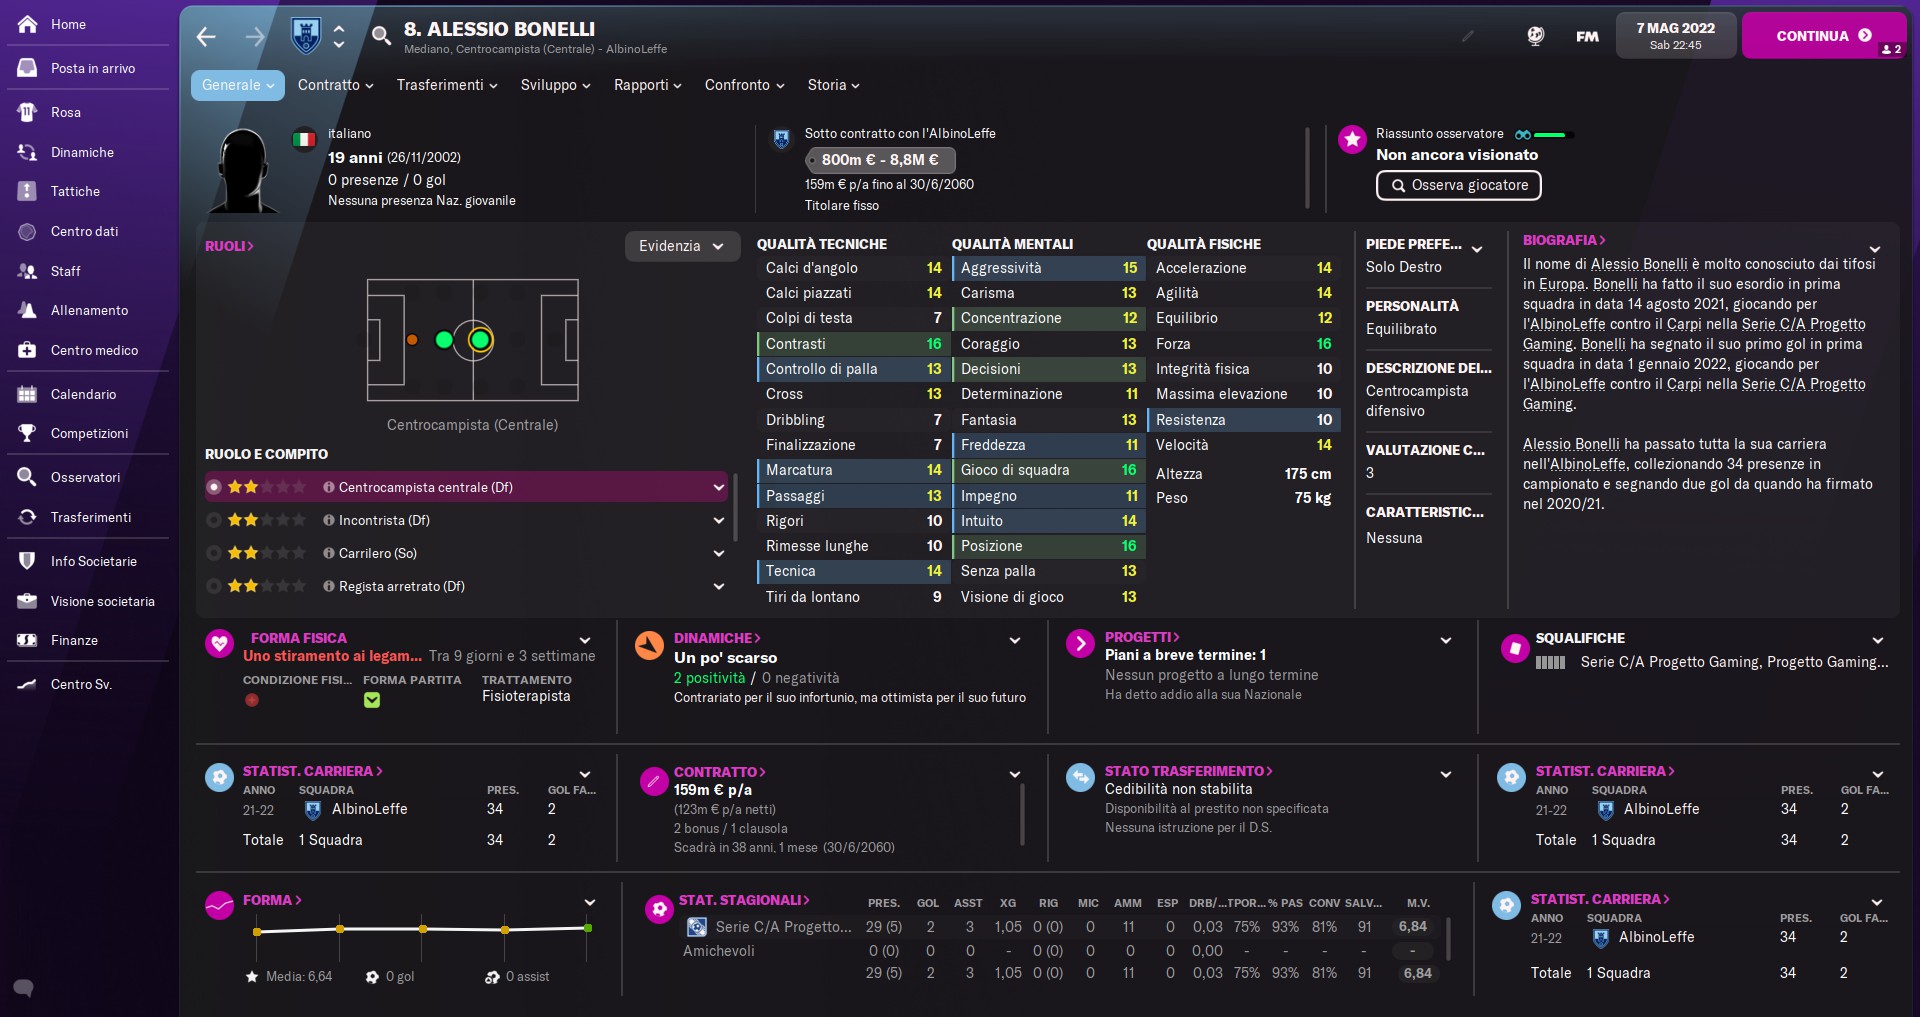 Home
Posta in arrivo
Rosa
Dinamiche
Tattiche
Centro dati
Staff
Allenamento
Centro medico
Calendario
Competizioni
Osservatori
Trasferimenti
Info Societarie
Visione societaria
Finanze
Centro Sv.
8. ALESSIO BONELLI
Mediano, Centrocampista (Centrale) - AlbinoLeffe
FM
7 MAG 2022
Sab 22:45
CONTINUA
2
Generale
Contratto
Trasferimenti
Sviluppo
Rapporti
Confronto
Storia
italiano
19 anni (26/11/2002)
0 presenze / 0 gol
Nessuna presenza Naz. giovanile
Sotto contratto con l'AlbinoLeffe
800m € - 8,8M €
159m € p/a fino al 30/6/2060
Titolare fisso
Riassunto osservatore
Non ancora visionato
Osserva giocatore
RUOLI>
Evidenzia
Centrocampista (Centrale)
RUOLO E COMPITO
Centrocampista centrale (Df)
Incontrista (Df)
Carrilero (So)
Regista arretrato (Df)
QUALITÀ TECNICHE
Calci d'angolo 14
Calci piazzati 14
Colpi di testa 7
Contrasti 16
Controllo di palla 13
Cross 13
Dribbling 7
Finalizzazione 7
Marcatura 14
Passaggi 13
Rigori 10
Rimesse lunghe 10
Tecnica 14
Tiri da lontano 9
QUALITÀ MENTALI
Aggressività 15
Carisma 13
Concentrazione 12
Coraggio 13
Decisioni 13
Determinazione 11
Fantasia 13
Freddezza 11
Gioco di squadra 16
Impegno 11
Intuito 14
Posizione 16
Senza palla 13
Visione di gioco 13
QUALITÀ FISICHE
Accelerazione 14
Agilità 14
Equilibrio 12
Forza 16
Integrità fisica 10
Massima elevazione 10
Resistenza 10
Velocità 14
Altezza 175 cm
Peso 75 kg
PIEDE PREFE...
Solo Destro
PERSONALITÀ
Equilibrato
DESCRIZIONE DEI...
Centrocampista
difensivo
VALUTAZIONE C...
3
CARATTERISTIC...
Nessuna
BIOGRAFIA>
Il nome di Alessio Bonelli è molto conosciuto dai tifosi
in Europa. Bonelli ha fatto il suo esordio in prima
squadra in data 14 agosto 2021, giocando per
l'AlbinoLeffe contro il Carpi nella Serie C/A Progetto
Gaming. Bonelli ha segnato il suo primo gol in prima
squadra in data 1 gennaio 2022, giocando per
l'AlbinoLeffe contro il Carpi nella Serie C/A Progetto
Gaming.
Alessio Bonelli ha passato tutta la sua carriera
nell'AlbinoLeffe, collezionando 34 presenze in
campionato e segnando due gol da quando ha firmato
nel 2020/21.
FORMA FISICA
Uno stiramento ai legam... Tra 9 giorni e 3 settimane
CONDIZIONE FISI... FORMA PARTITA TRATTAMENTO
Fisioterapista
DINAMICHE>
Un po' scarso
2 positività / 0 negatività
Contrariato per il suo infortunio, ma ottimista per il suo futuro
PROGETTI>
Piani a breve termine: 1
Nessun progetto a lungo termine
Ha detto addio alla sua Nazionale
SQUALIFICHE
Serie C/A Progetto Gaming, Progetto Gaming...
STATIST. CARRIERA>
ANNO SQUADRA PRES. GOL FA...
21-22 AlbinoLeffe 34 2
Totale 1 Squadra 34 2
CONTRATTO>
159m € p/a
(123m € p/a netti)
2 bonus / 1 clausola
Scadrà in 38 anni, 1 mese (30/6/2060)
STATO TRASFERIMENTO>
Cedibilità non stabilita
Disponibilità al prestito non specificata
Nessuna istruzione per il D.S.
STATIST. CARRIERA>
ANNO SQUADRA PRES. GOL FA...
21-22 AlbinoLeffe 34 2
Totale 1 Squadra 34 2
FORMA>
Media: 6,64 0 gol 0 assist
STAT. STAGIONALI>
PRES. GOL ASST XG RIG MIC AMM ESP DRB/... TPOR... % PAS CONV SALV... M.V.
Serie C/A Progetto... 29 (5) 2 3 1,05 0 (0) 0 11 0 0,03 75% 93% 81% 91 6,84
Amichevoli 0 (0) 0 0 - 0 (0) 0 0 0 0,00 - - - - -
29 (5) 2 3 1,05 0 (0) 0 11 0 0,03 75% 93% 81% 91 6,84
STATIST. CARRIERA>
ANNO SQUADRA PRES. GOL FA...
21-22 AlbinoLeffe 34 2
Totale 1 Squadra 34 2